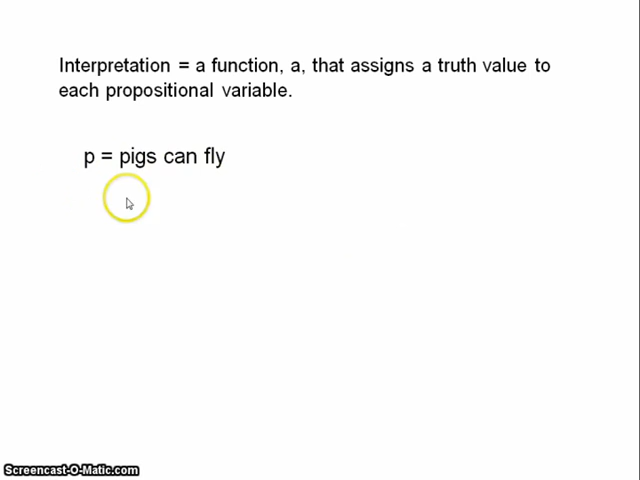 Interpretation = a function, a, that assigns a truth value to
each propositional variable.
p = pigs can fly
Screencast-O-Matic.com